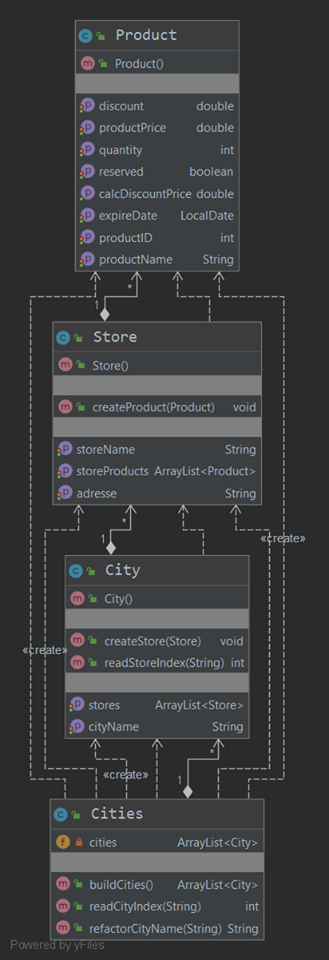 Product
Product()
discount double
productPrice double
quantity int
reserved boolean
calcDiscountPrice double
expireDate LocalDate
productID int
productName String
1 *
Store
Store()
createProduct(Product) void
storeName String
storeProducts ArrayList<Product>
adresse String
1 *
«create»
City
City()
createStore(Store) void
readStoreIndex(String) int
«create»
stores ArrayList<Store>
cityName String
«create»
1 *
Cities
cities ArrayList<City>
buildCities() ArrayList<City>
readCityIndex(String) int
refactorCityName(String) String
Powered by yFiles